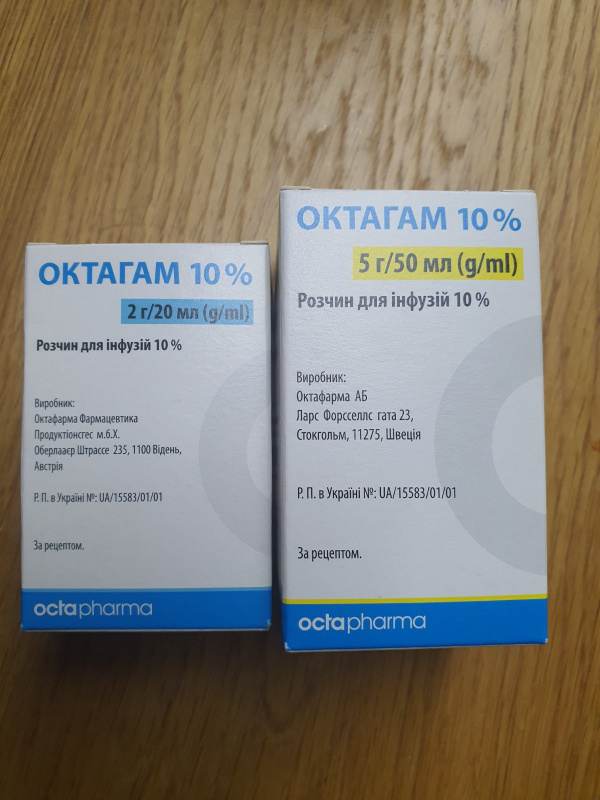 ОКТАГАМ 10 %
2 г/20 мл (g/ml)
Розчин для інфузій 10 %
Виробник:
Октафарма Фармацевтика
Продуктіонсгес м.б.Х.
Оберлаaєр Штрассе 235, 1100 Відень,
Австрія
Р. П. в Україні №: UA/15583/01/01
За рецептом.
octapharma
ОКТАГАМ 10 %
5 г/50 мл (g/ml)
Розчин для інфузій 10 %
Виробник:
Октафарма АБ
Ларс Форсселлс гата 23,
Стокгольм, 11275, Швеція
Р. П. в Україні №: UA/15583/01/01
За рецептом.
octapharma